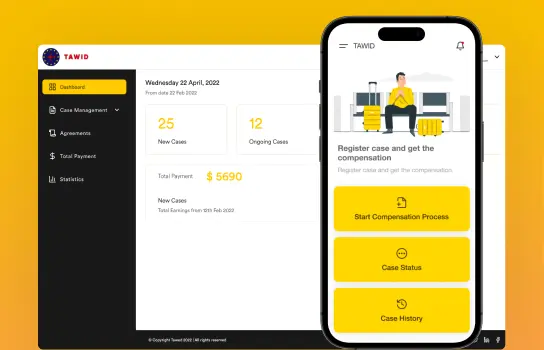 TAWID
Dashboard
Case Management
Agreements
Total Payment
Statistics
Wednesday 22 April, 2022
From date 22 Feb 2022
25
New Cases
12
Ongoing Cases
Total Payment
$ 5690
New Cases
Total Earnings from 10th Feb 2022
© Copyright Tawid 2022 | All rights reserved
TAWID
Register case and get the
compensation
Register case and get the compensation.
Start Compensation Process
Case Status
Case History